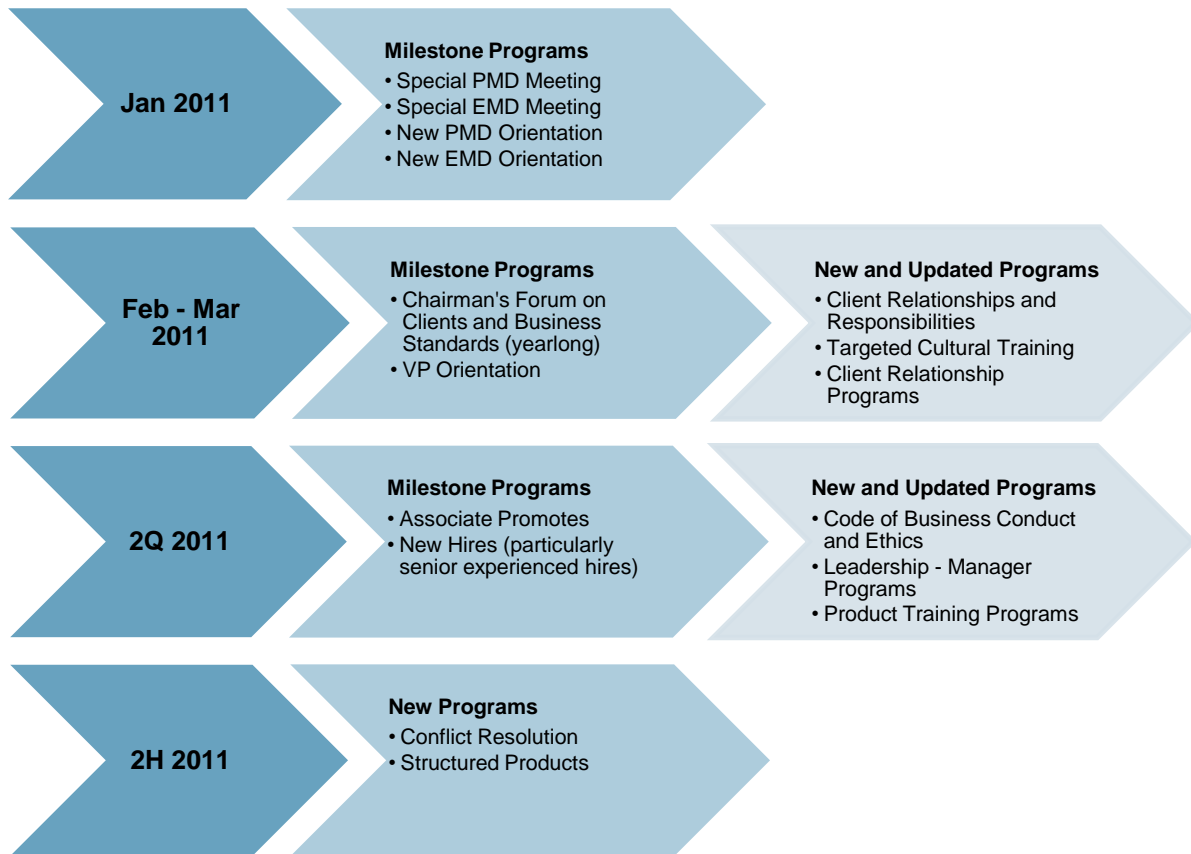 Jan 2011
Milestone Programs
• Special PMD Meeting
• Special EMD Meeting
• New PMD Orientation
• New EMD Orientation
Feb - Mar
2011
Milestone Programs
• Chairman's Forum on
Clients and Business
Standards (yearlong)
• VP Orientation
New and Updated Programs
• Client Relationships and
Responsibilities
• Targeted Cultural Training
• Client Relationship
Programs
2Q 2011
Milestone Programs
• Associate Promotes
• New Hires (particularly
senior experienced hires)
New and Updated Programs
• Code of Business Conduct
and Ethics
• Leadership - Manager
Programs
• Product Training Programs
2H 2011
New Programs
• Conflict Resolution
• Structured Products